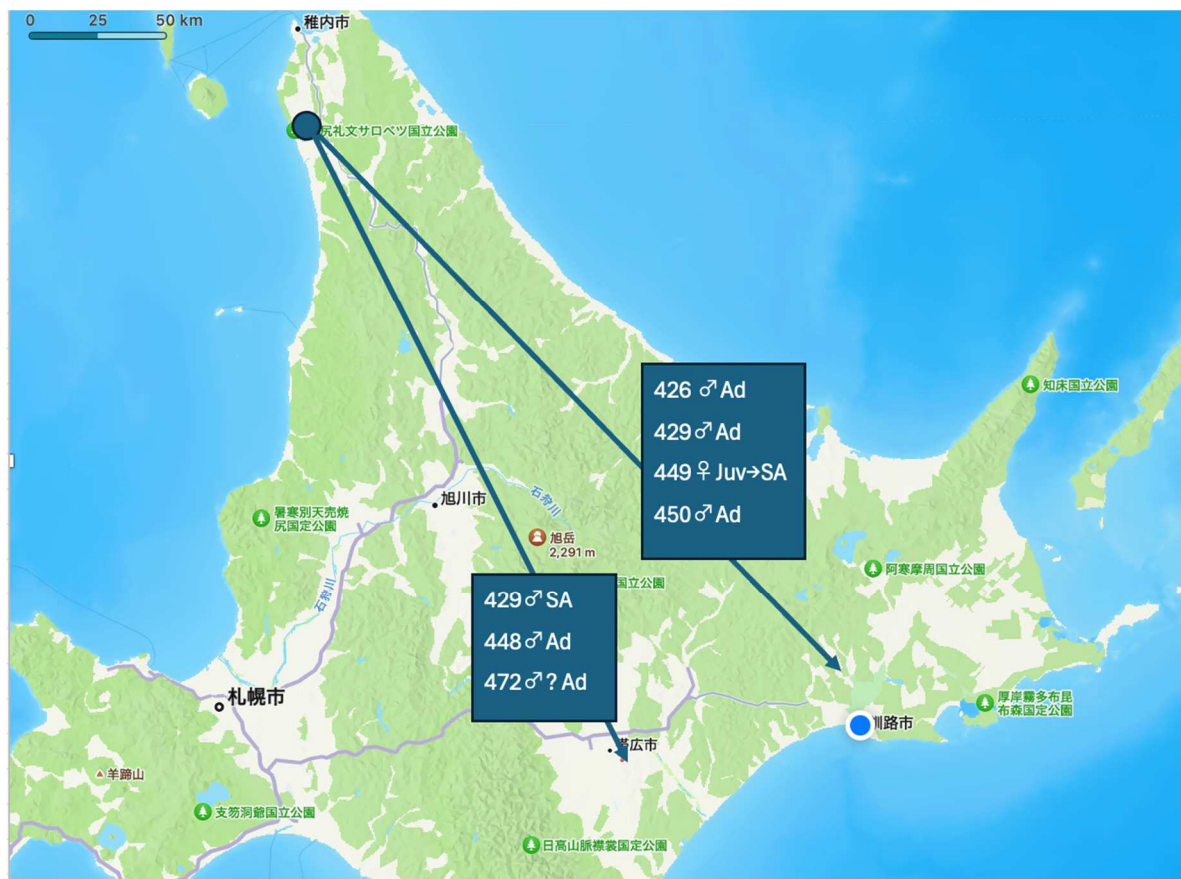 0 25 50 km
稚内市
尻礼文サロベツ国立公園
426 ♂ Ad
429♂ Ad
449 ♀ Juv→SA
450♂ Ad
知床国立公園
旭川市
石狩川
暑寒別天売焼
尻国定公園
旭岳
2,291 m
国立公園
阿寒摩周国立公園
石狩川
429♂ SA
448♂ Ad
472♂? Ad
札幌市
厚岸霧多布昆
布森国定公園
釧路市
帯広市
羊蹄山
支笏洞爺国立公園
日高山脈襟裳国定公園